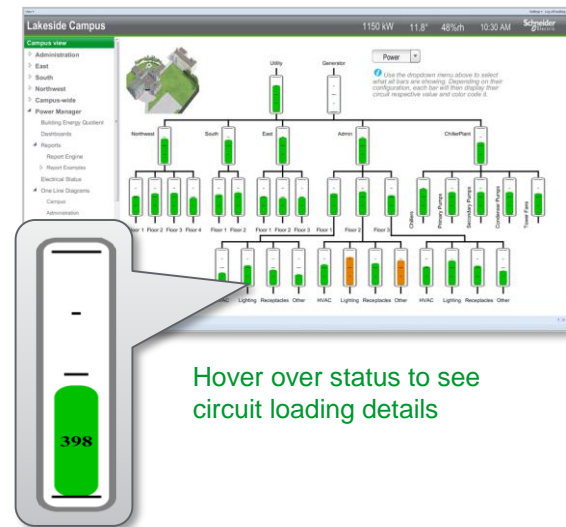 Lakeside Campus
1150 kW 11.8° 48%rh 10:30 AM Schneider Electric
Campus view
Administration
East
South
Northwest
Campus-wide
Power Manager
Building Energy Quotient
Dashboards
Reports
Report Engine
Report Examples
Electrical Status
One Line Diagrams
Campus
Administration
Power
Use the dropdown menu above to select
what all bars are showing. Depending on their
configuration, each bar will then display their
circuit respective value and color code it.
Utility Generator
Northwest South East Admin ChillerPlant
Floor 1 Floor 2 Floor 3 Floor 4 Floor 1 Floor 2 Floor 1 Floor 2 Floor 3 Floor 1 Floor 2 Floor 3
Chillers
Primary Pumps
Secondary Pumps
Condenser Pumps
Tower Fans
HVAC Lighting Receptacles Other HVAC Lighting Receptacles Other HVAC Lighting Receptacles Other
398
Hover over status to see
circuit loading details